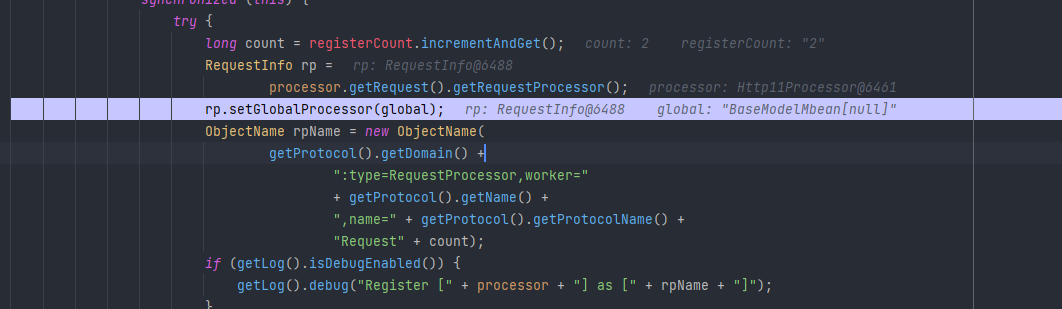 synchronized (this) {
try {
long count = registerCount.incrementAndGet(); count: 2 registerCount: "2"
RequestInfo rp = rp: RequestInfo@6488
processor.getRequest().getRequestProcessor(); processor: Http11Processor@6461
rp.setGlobalProcessor(global); rp: RequestInfo@6488 global: "BaseModelMbean[null]"
ObjectName rpName = new ObjectName(
getProtocol().getDomain() +
":type=RequestProcessor,worker="
+ getProtocol().getName() +
",name=" + getProtocol().getProtocolName() +
"Request" + count);
if (getLog().isDebugEnabled()) {
getLog().debug("Register [" + processor + "] as [" + rpName + "]");
}